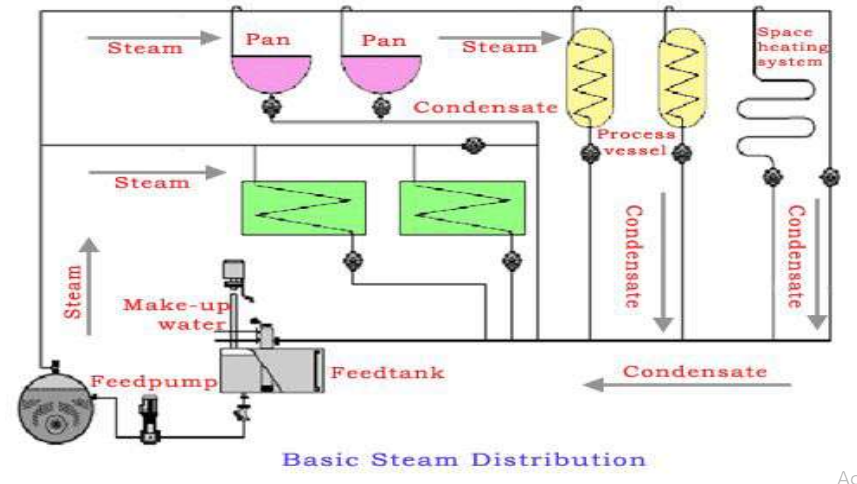 Steam
Pan
Pan
Steam
Space
heating
system
Condensate
Process
vessel
Steam
Condensate
Condensate
Steam
Make-up
water
Feedpump
Feedtank
Condensate
Basic Steam Distribution
Ac